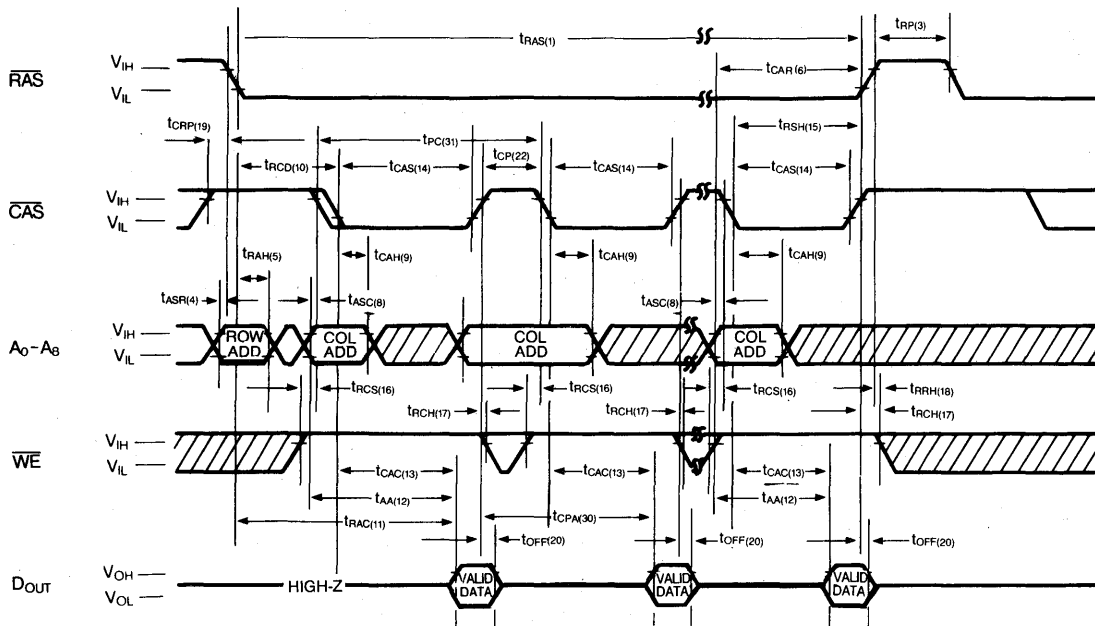 tRAS(1)
tRP(3)
RAS
VIH
VIL
tCAR(6)
tCRP(19)
tPC(31)
tRSH(15)
tRCD(10)
tCAS(14)
tCP(22)
tCAS(14)
tCAS(14)
CAS
VIH
VIL
tRAH(5)
tCAH(9)
tCAH(9)
tCAH(9)
tASR(4)
tASC(8)
tASC(8)
A0–A8
VIH
VIL
ROW
ADD
COL
ADD
COL
ADD
COL
ADD
tRCS(16)
tRCS(16)
tRCS(16)
tRRH(18)
tRCH(17)
tRCH(17)
tRCH(17)
WE
VIH
VIL
tCAC(13)
tCAC(13)
tCAC(13)
tAA(12)
tAA(12)
tRAC(11)
tCPA(30)
tOFF(20)
tOFF(20)
tOFF(20)
DOUT
VOH
VOL
HIGH-Z
VALID
DATA
VALID
DATA
VALID
DATA